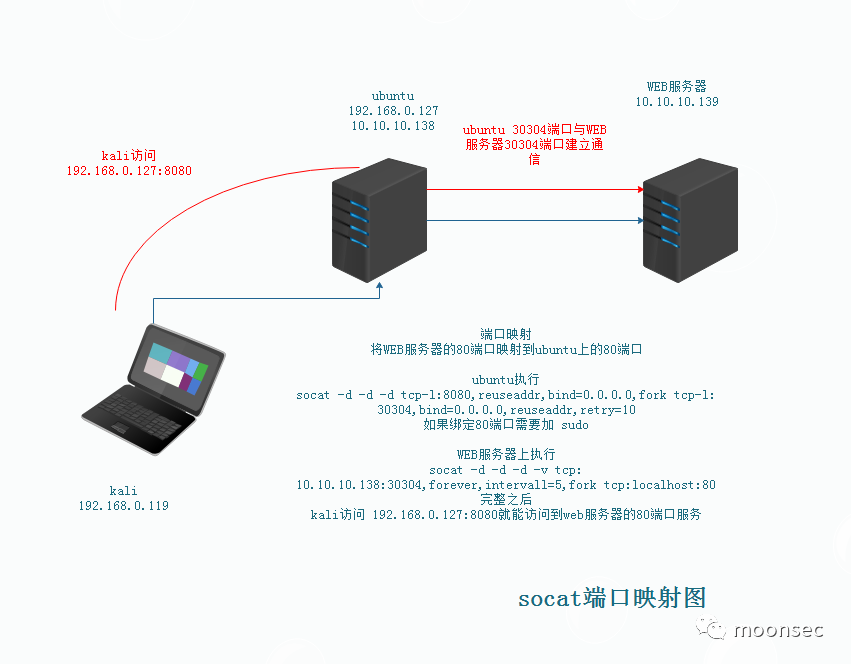 ubuntu
192.168.0.127
10.10.10.138
WEB服务器
10.10.10.139
ubuntu 30304端口与WEB
服务器30304端口建立通
信
kali访问
192.168.0.127:8080
端口映射
将WEB服务器的80端口映射到ubuntu上的80端口
ubuntu执行
socat -d -d -d tcp-l:8080,reuseaddr,bind=0.0.0.0,fork tcp-l:
30304,bind=0.0.0.0,reuseaddr,retry=10
如果绑定80端口需要加 sudo
WEB服务器上执行
socat -d -d -d -v tcp:
10.10.10.138:30304,forever,intervall=5,fork tcp:localhost:80
完整之后
kali访问 192.168.0.127:8080就能访问到web服务器的80端口服务
kali
192.168.0.119
socat端口映射图
moonsec